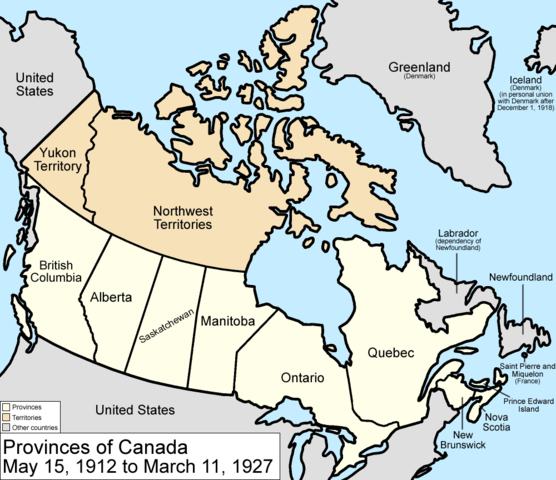 United
States
Greenland
(Denmark)
Iceland
(Denmark)
(in personal union
with Denmark after
December 1, 1918)
Yukon
Territory
Northwest
Territories
Labrador
(dependency of
Newfoundland)
British
Columbia
Newfoundland
Alberta
Saskatchewan
Manitoba
Quebec
Ontario
Saint Pierre and
Miquelon
(France)
Prince Edward
Island
Nova
Scotia
New
Brunswick
United States
Provinces
Territories
Other countries
Provinces of Canada
May 15, 1912 to March 11, 1927